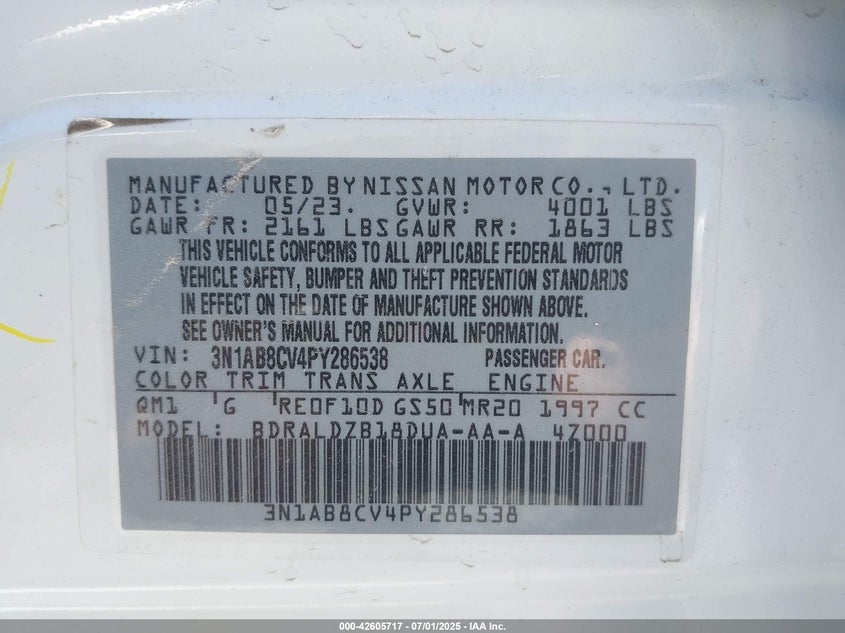 MANUFACTURED BY NISSAN MOTOR CO., LTD.
DATE: 05/23. GVWR: 4001 LBS
GAWR FR: 2161 LBS GAWR RR: 1863 LBS
THIS VEHICLE CONFORMS TO ALL APPLICABLE FEDERAL MOTOR
VEHICLE SAFETY, BUMPER AND THEFT PREVENTION STANDARDS
IN EFFECT ON THE DATE OF MANUFACTURE SHOWN ABOVE.
SEE OWNER'S MANUAL FOR ADDITIONAL INFORMATION.
VIN: 3N1AB8CV4PY286538 PASSENGER CAR.
COLOR TRIM TRANS AXLE ENGINE
QM1 G RE0F10D GS50 MR20 1997 CC
MODEL: BDRALDZB18DUA-AA-A 4Z000
3N1AB8CV4PY286538
000-42605717 - 07/01/2025 - IAA Inc.